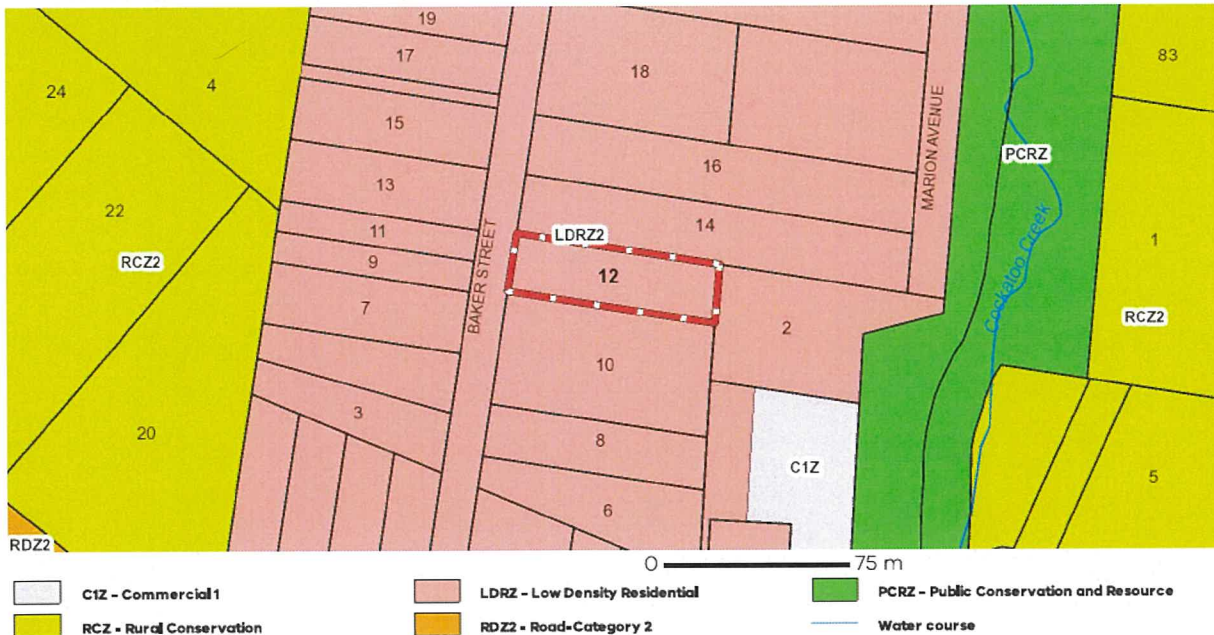 19
17
83
24
4
18
15
MARION AVENUE
PCRZ
16
13
22
11
14
1
LDRZ2
RCZ2
BAKER STREET
9
12
Cockatoo Creek
7
2
RCZ2
10
3
20
8
C1Z
5
6
RDZ2
0 75 m
C1Z - Commercial 1
LDRZ - Low Density Residential
PCRZ - Public Conservation and Resource
RCZ - Rural Conservation
RDZ2 - Road-Category 2
Water course